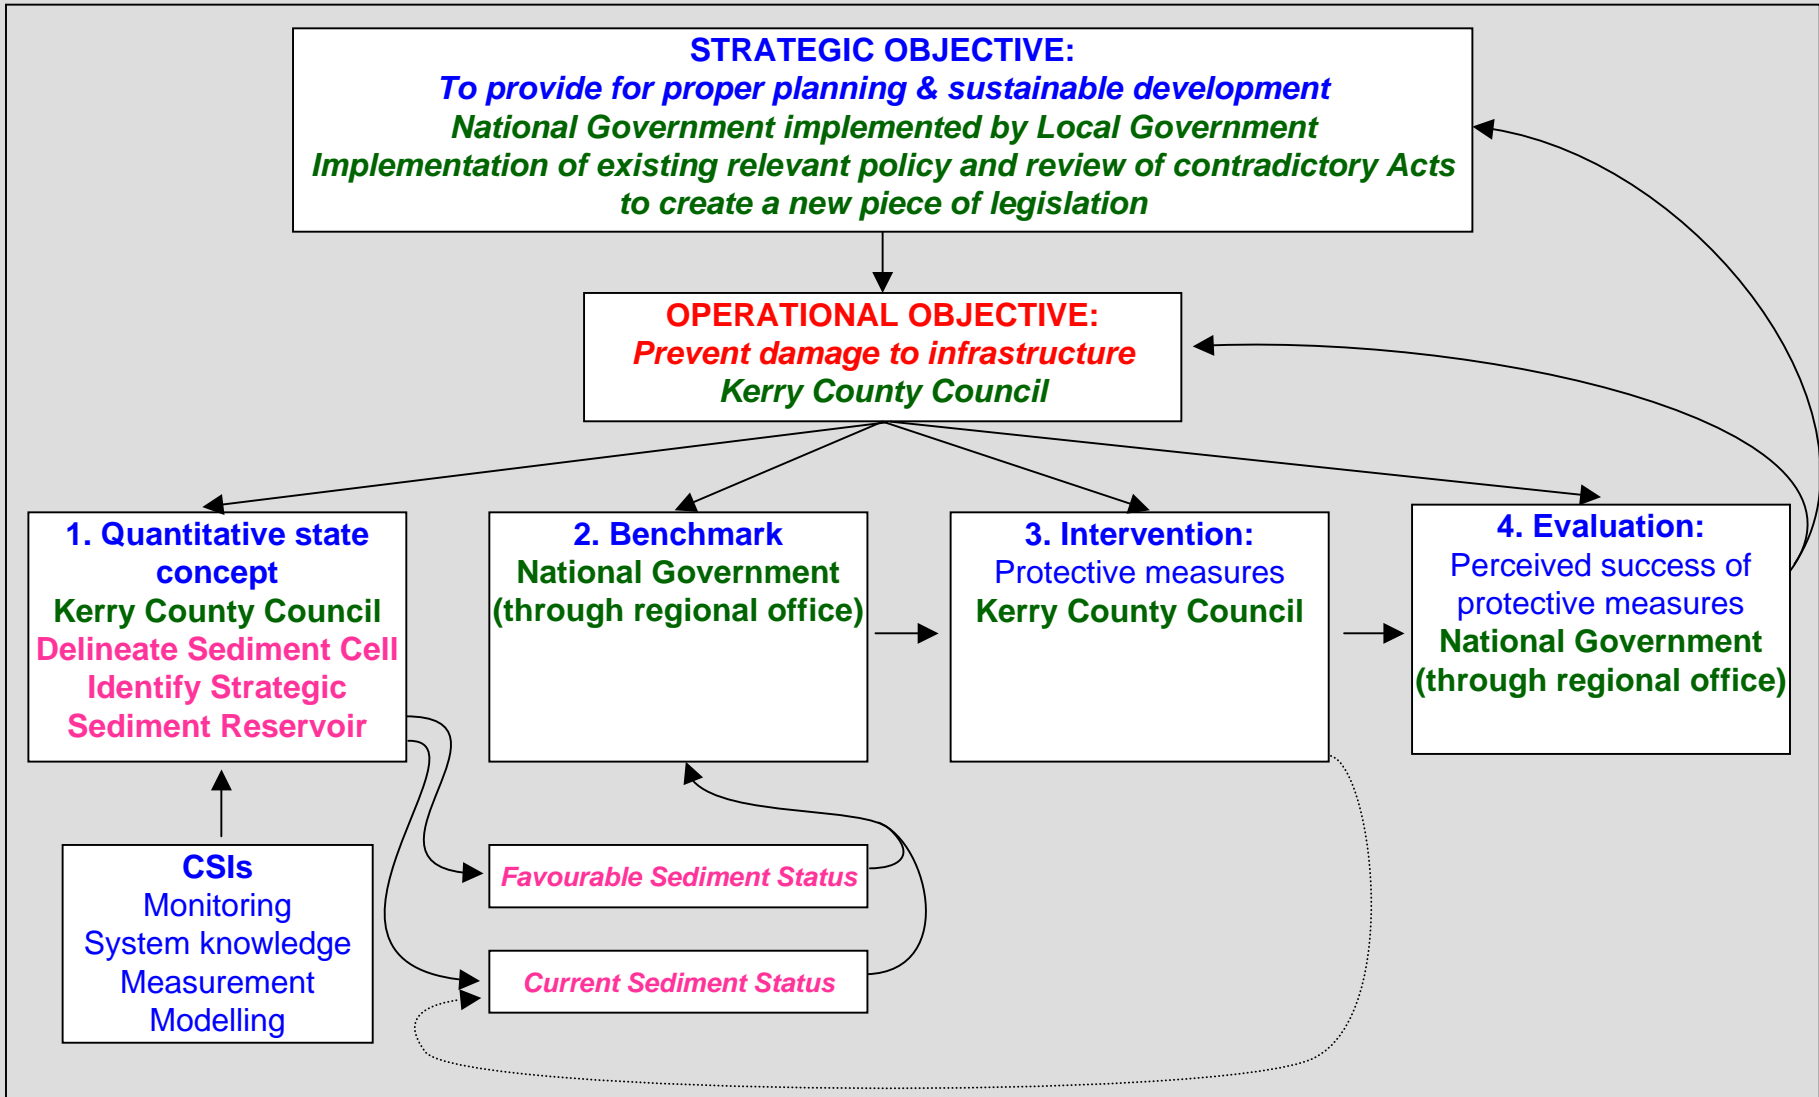 STRATEGIC OBJECTIVE:
To provide for proper planning & sustainable development
National Government implemented by Local Government
Implementation of existing relevant policy and review of contradictory Acts
to create a new piece of legislation
OPERATIONAL OBJECTIVE:
Prevent damage to infrastructure
Kerry County Council
1. Quantitative state
concept
Kerry County Council
Delineate Sediment Cell
Identify Strategic
Sediment Reservoir
2. Benchmark
National Government
(through regional office)
3. Intervention:
Protective measures
Kerry County Council
4. Evaluation:
Perceived success of
protective measures
National Government
(through regional office)
CSIs
Monitoring
System knowledge
Measurement
Modelling
Favourable Sediment Status
Current Sediment Status